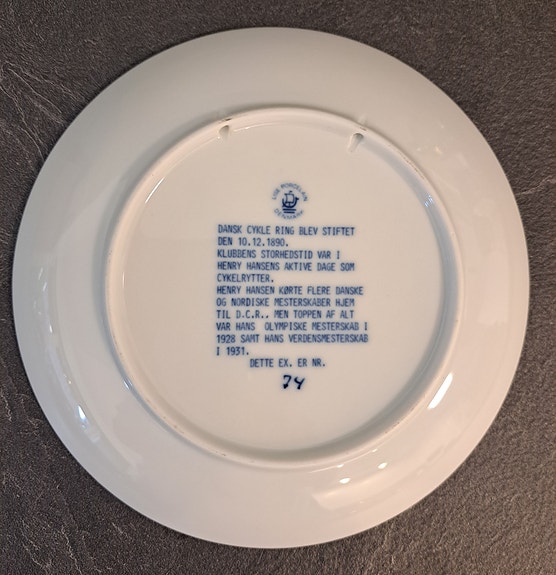 PORCELÆN
DENMARK
DANSK CYKLE RING BLEV STIFTET
DEN 10.12.1890.
KLUBBENS STORHEDSTID VAR I
HENRY HANSENS AKTIVE DAGE SOM
CYKELRYTTER.
HENRY HANSEN KØRTE FLERE DANSKE
OG NORDISKE MESTERSKABER HJEM
TIL D.C.R., MEN TOPPEN AF ALT
VAR HANS OLYMPISKE MESTERSKAB I
1928 SAMT HANS VERDENSMESTERSKAB
I 1931.
DETTE EX. ER NR.
74